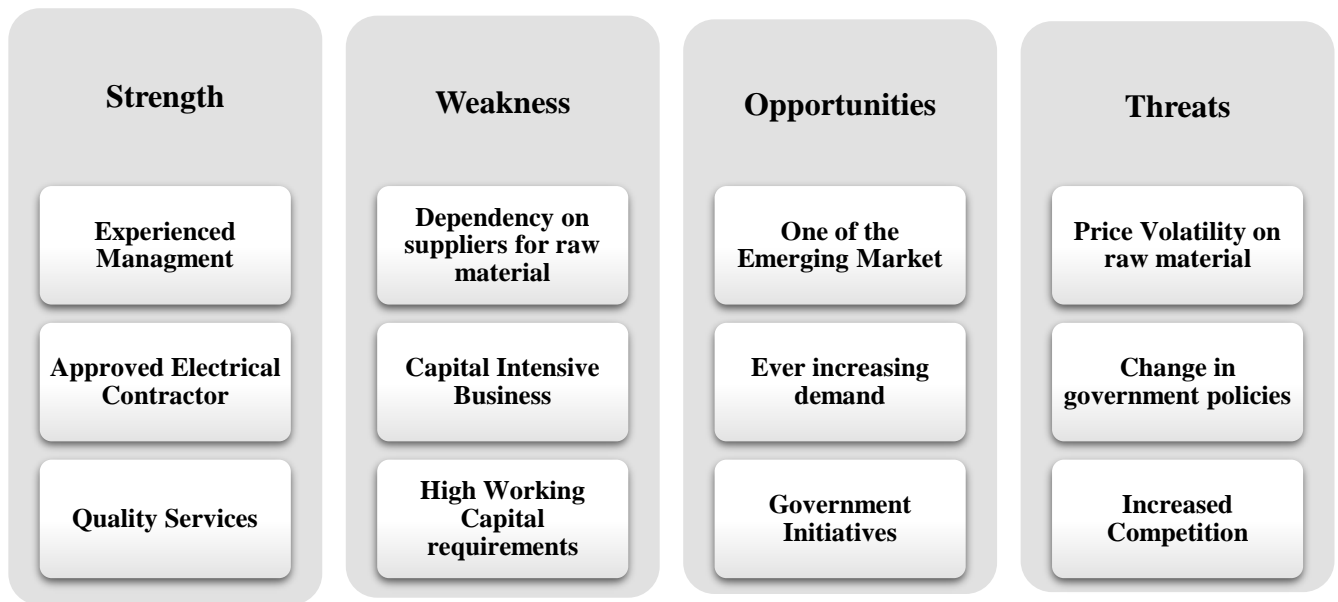 Strength
Experienced
Managment
Approved Electrical
Contractor
Quality Services
Weakness
Dependency on
suppliers for raw
material
Capital Intensive
Business
High Working
Capital
requirements
Opportunities
One of the
Emerging Market
Ever increasing
demand
Government
Initiatives
Threats
Price Volatility on
raw material
Change in
government policies
Increased
Competition